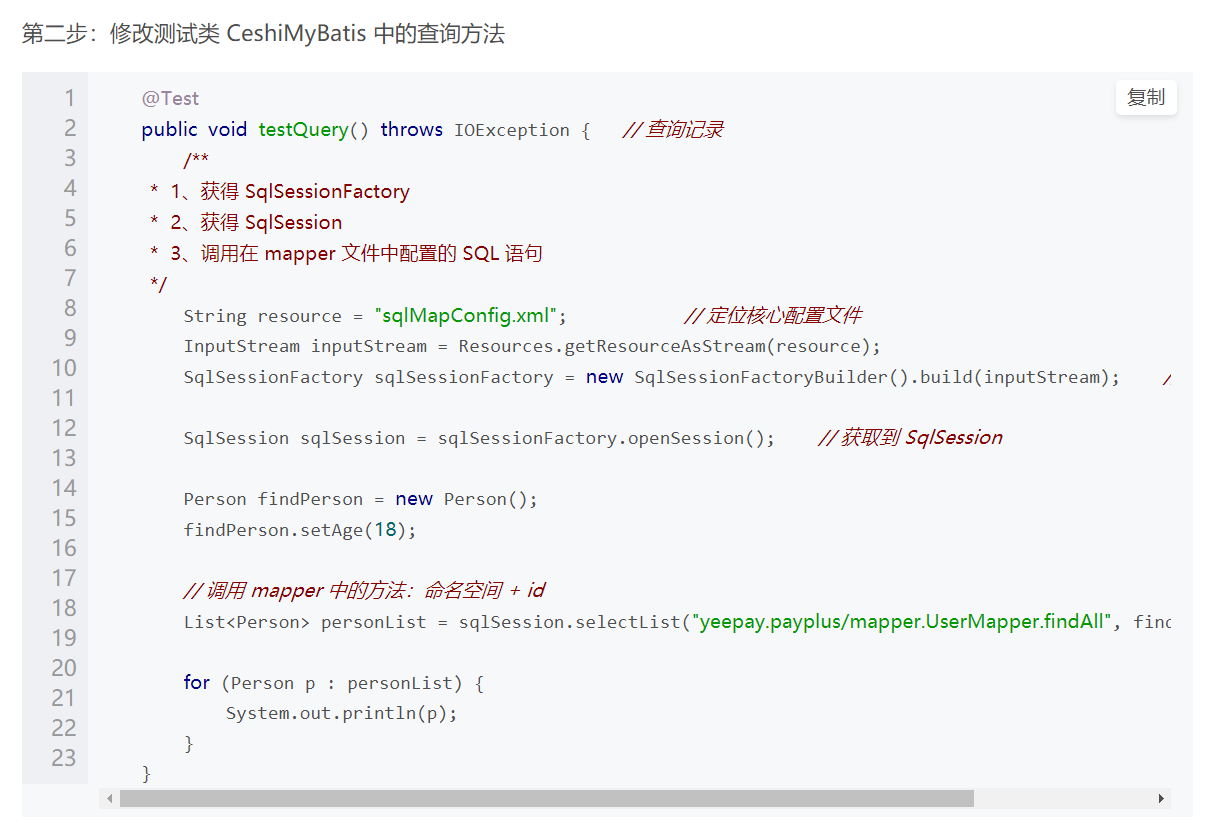 第二步：修改测试类 CeshiMyBatis 中的查询方法
复制
1 @Test
2 public void testQuery() throws IOException {   // 查询记录
3 /**
4 * 1、获得 SqlSessionFactory
5 * 2、获得 SqlSession
6 * 3、调用在 mapper 文件中配置的 SQL 语句
7 */
8 String resource = "sqlMapConfig.xml";           // 定位核心配置文件
9 InputStream inputStream = Resources.getResourceAsStream(resource);
10 SqlSessionFactory sqlSessionFactory = new SqlSessionFactoryBuilder().build(inputStream);    /
11
12 SqlSession sqlSession = sqlSessionFactory.openSession();    // 获取到 SqlSession
13
14 Person findPerson = new Person();
15 findPerson.setAge(18);
16
17 // 调用 mapper 中的方法：命名空间 + id
18 List<Person> personList = sqlSession.selectList("yeepay.payplus/mapper.UserMapper.findAll", find
19
20 for (Person p : personList) {
21 System.out.println(p);
22 }
23 }